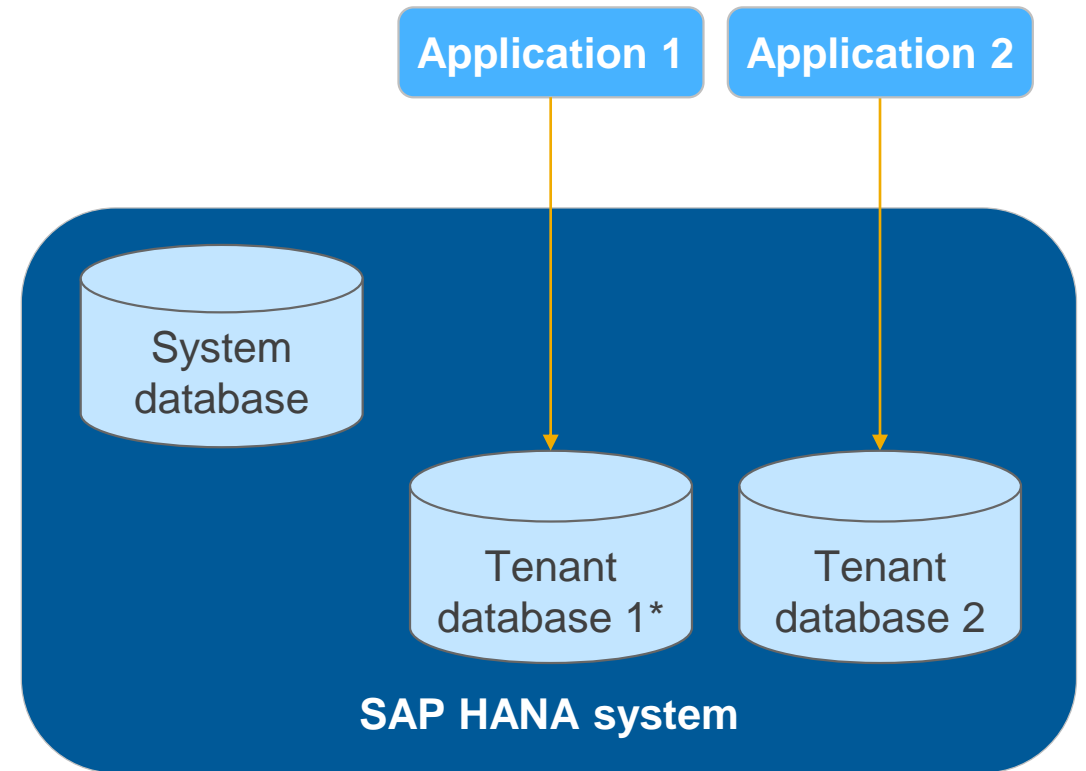 Application 1
Application 2
System
database
Tenant
database 1*
Tenant
database 2
SAP HANA system